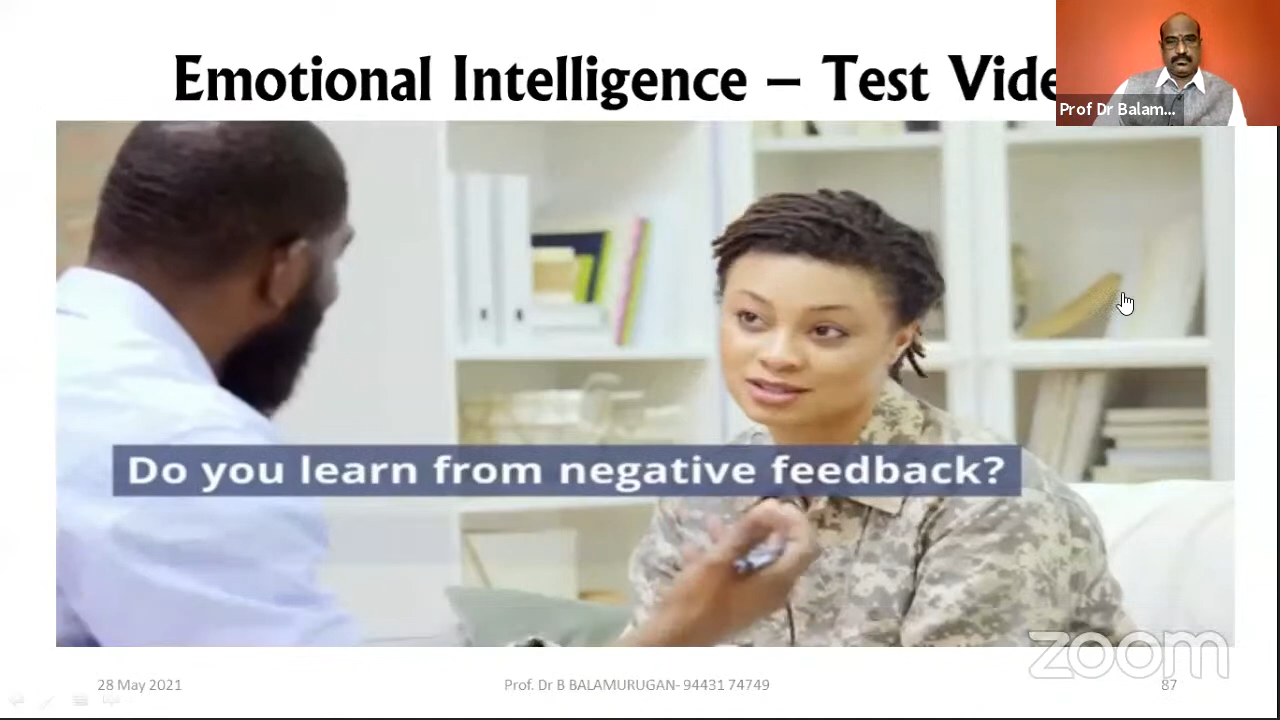 Emotional Intelligence – Test Vide
Prof Dr Balam...
Do you learn from negative feedback?
zoom
28 May 2021
Prof. Dr B BALAMURUGAN- 94431 74749
87